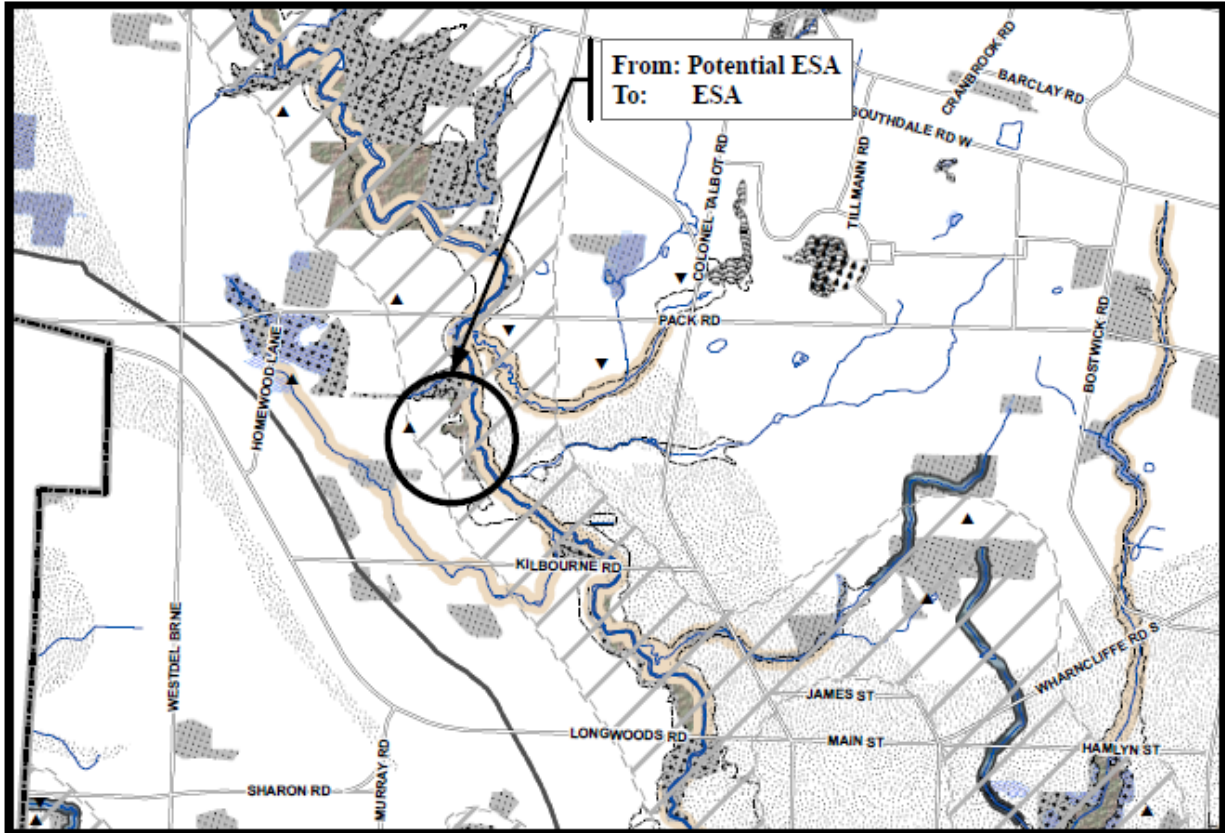 From: Potential ESA
To: ESA
CRANBROOK RD
BARCLAY RD
SOUTHDALE RD W
COLONEL TALBOT RD
TILLMANN RD
PACK RD
BOSTWICK RD
HOMEWOOD LANE
KILBOURNE RD
WESTDEL BRNE
WHARNCLIFFE RD S
JAMES ST
LONGWOODS RD
MAIN ST
HAMLYN ST
MURRAY RD
SHARON RD